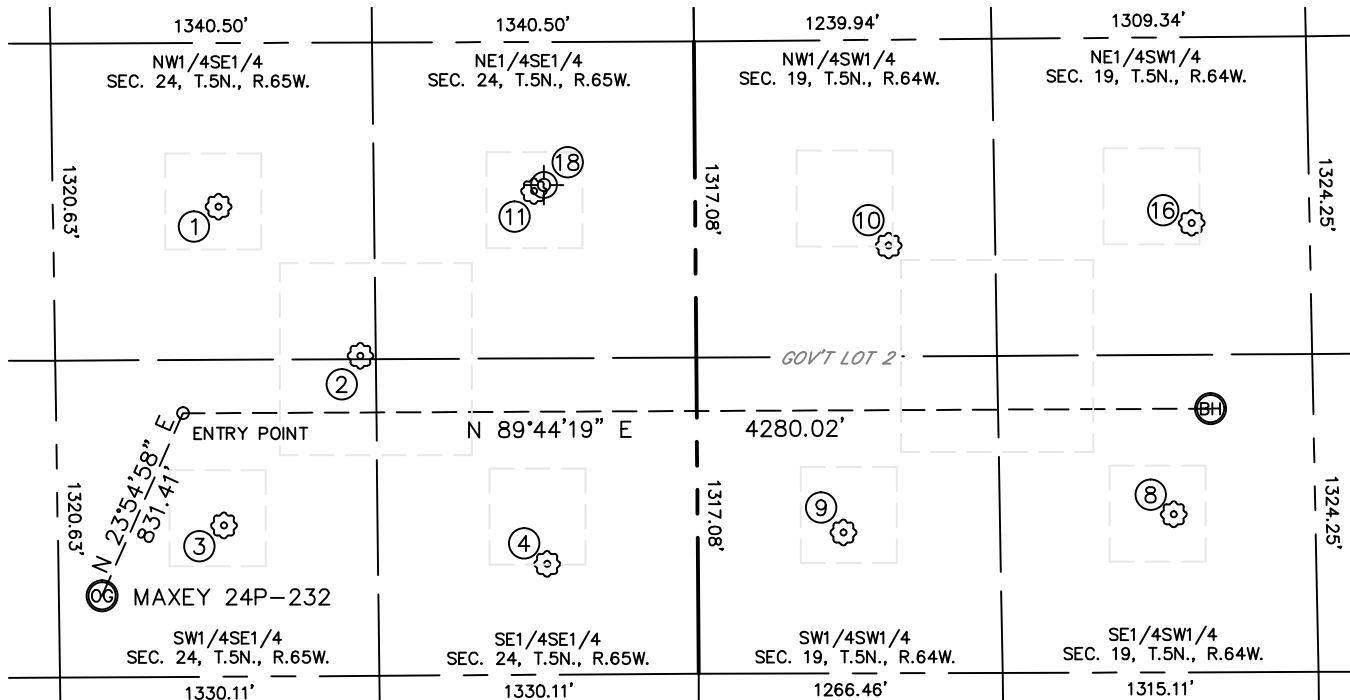 1340.50'
1340.50'
1239.94'
1309.34'
NW1/4SE1/4
SEC. 24, T.5N., R.65W.
NE1/4SE1/4
SEC. 24, T.5N., R.65W.
NW1/4SW1/4
SEC. 19, T.5N., R.64W.
NE1/4SW1/4
SEC. 19, T.5N., R.64W.
1320.63'
1317.08'
1324.25'
1
11
18
10
16
2
GOV'T LOT 2
BH
ENTRY POINT
N 89°44'19" E
4280.02'
N 23°54'58" E
831.41'
1320.63'
1317.08'
1324.25'
3
4
9
8
OG
MAXEY 24P-232
SW1/4SE1/4
SEC. 24, T.5N., R.65W.
SE1/4SE1/4
SEC. 24, T.5N., R.65W.
SW1/4SW1/4
SEC. 19, T.5N., R.64W.
SE1/4SW1/4
SEC. 19, T.5N., R.64W.
1330.11'
1330.11'
1266.46'
1315.11'